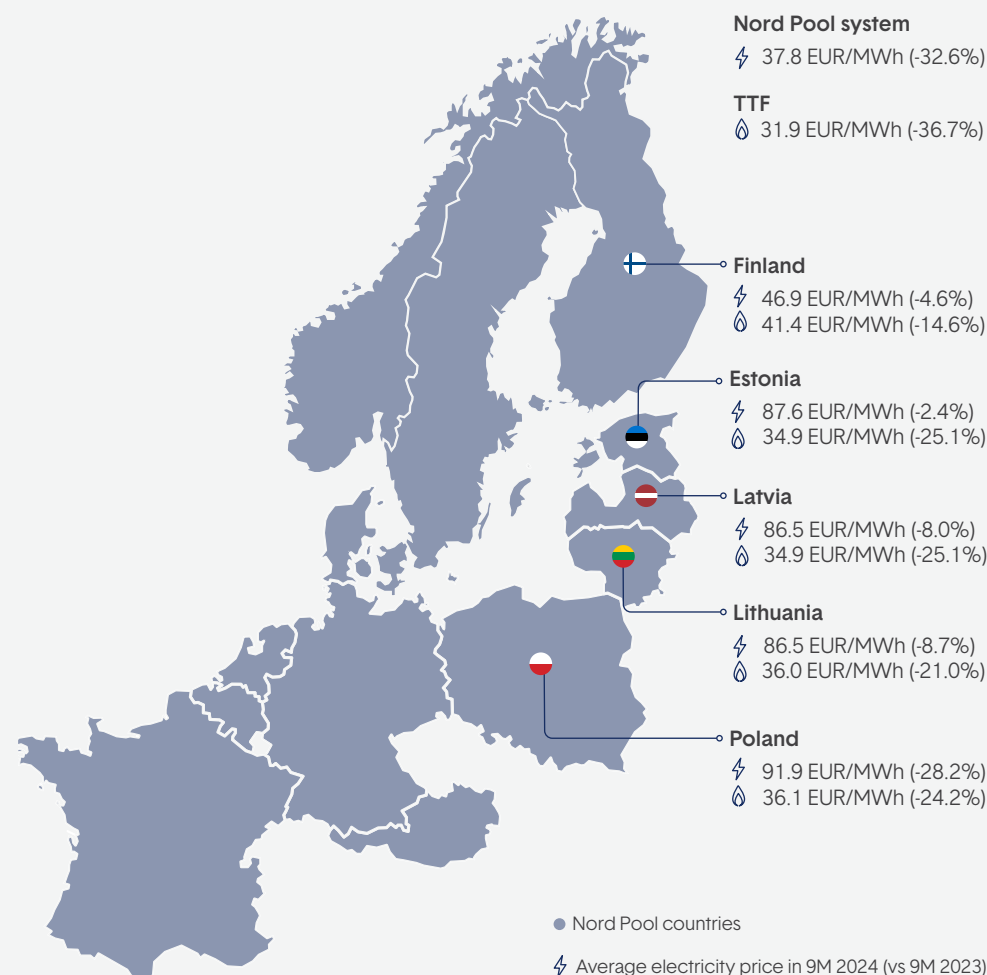 Nord Pool system
37.8 EUR/MWh (-32.6%)
TTF
31.9 EUR/MWh (-36.7%)
Finland
46.9 EUR/MWh (-4.6%)
41.4 EUR/MWh (-14.6%)
Estonia
87.6 EUR/MWh (-2.4%)
34.9 EUR/MWh (-25.1%)
Latvia
86.5 EUR/MWh (-8.0%)
34.9 EUR/MWh (-25.1%)
Lithuania
86.5 EUR/MWh (-8.7%)
36.0 EUR/MWh (-21.0%)
Poland
91.9 EUR/MWh (-28.2%)
36.1 EUR/MWh (-24.2%)
Nord Pool countries
Average electricity price in 9M 2024 (vs 9M 2023)